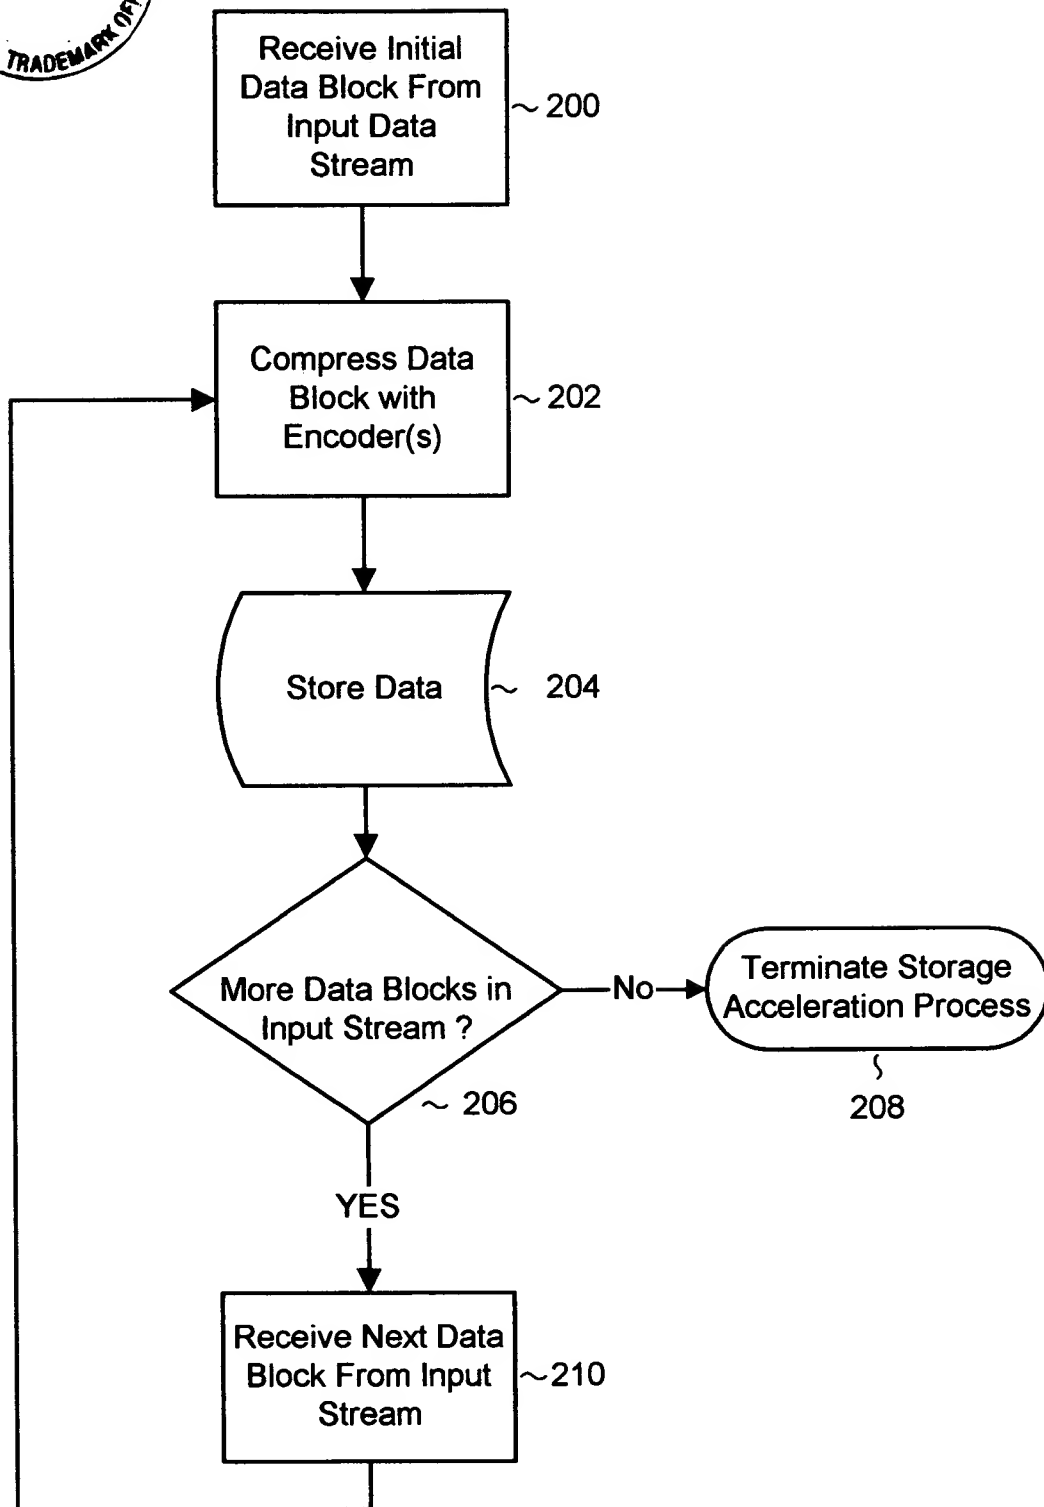 TRADEMARK OF
Receive Initial
Data Block From
Input Data
Stream
~ 200
Compress Data
Block with
Encoder(s)
~ 202
Store Data
~ 204
More Data Blocks in
Input Stream ?
~ 206
No
Terminate Storage
Acceleration Process
208
YES
Receive Next Data
Block From Input
Stream
~210